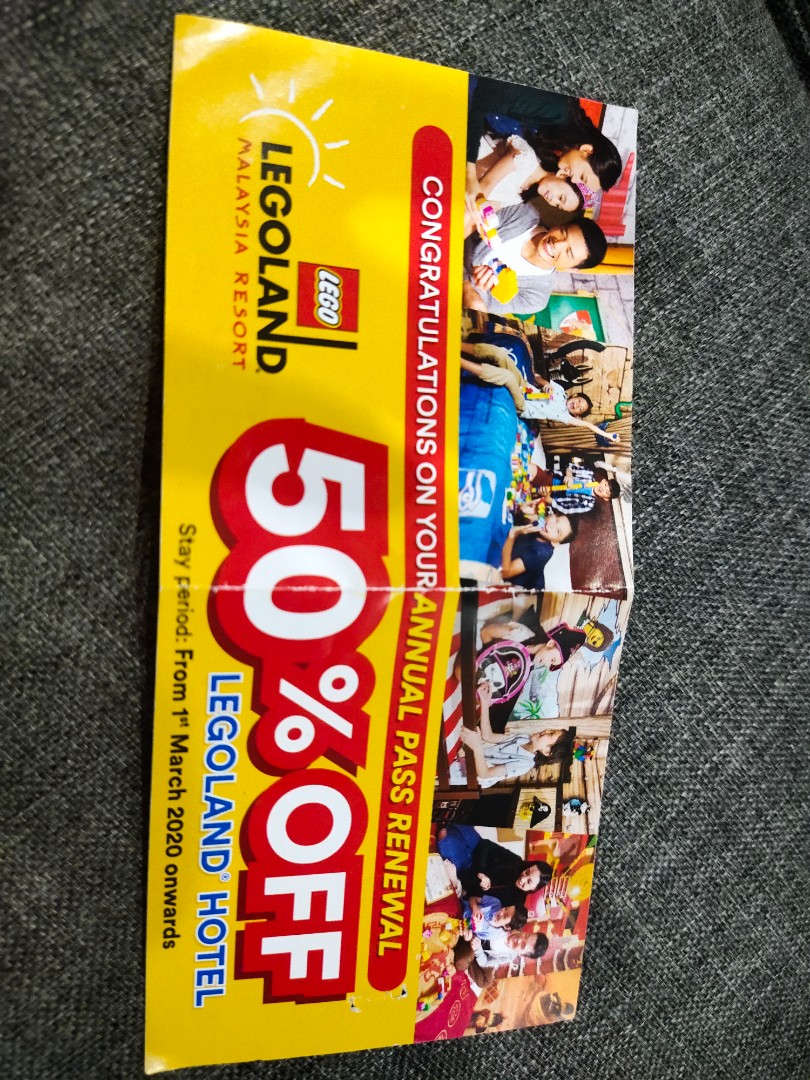 CONGRATULATIONS ON YOUR ANNUAL PASS RENEWAL
LEGO
LEGOLAND
MALAYSIA RESORT
50% OFF
LEGOLAND® HOTEL
Stay period: From 1st March 2020 onwards